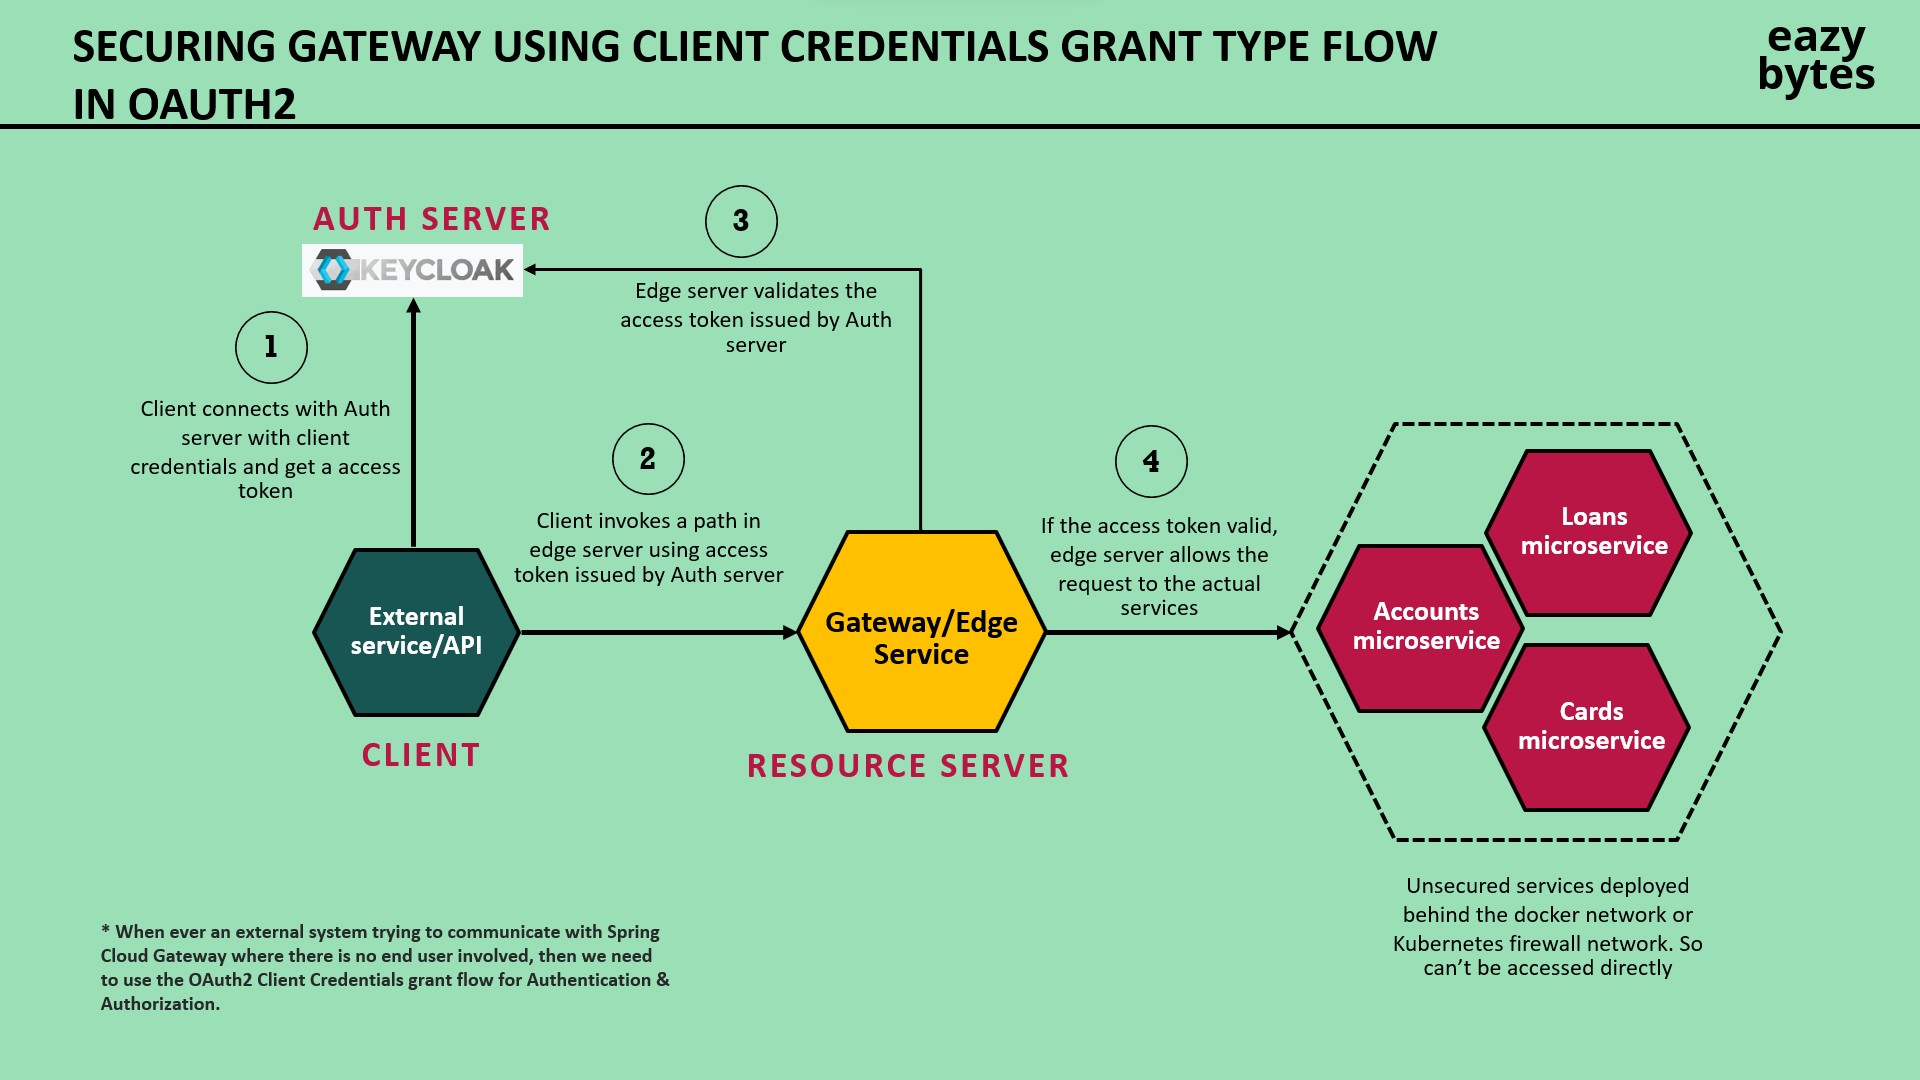 SECURING GATEWAY USING CLIENT CREDENTIALS GRANT TYPE FLOW
IN OAUTH2
eazy
bytes
AUTH SERVER
KEYCLOAK
3
Edge server validates the
access token issued by Auth
server
1
Client connects with Auth
server with client
credentials and get a access
token
2
Client invokes a path in
edge server using access
token issued by Auth server
4
If the access token valid,
edge server allows the
request to the actual
services
External
service/API
CLIENT
Gateway/Edge
Service
RESOURCE SERVER
Loans
microservice
Accounts
microservice
Cards
microservice
Unsecured services deployed
behind the docker network or
Kubernetes firewall network. So
can’t be accessed directly
* When ever an external system trying to communicate with Spring
Cloud Gateway where there is no end user involved, then we need
to use the OAuth2 Client Credentials grant flow for Authentication &
Authorization.